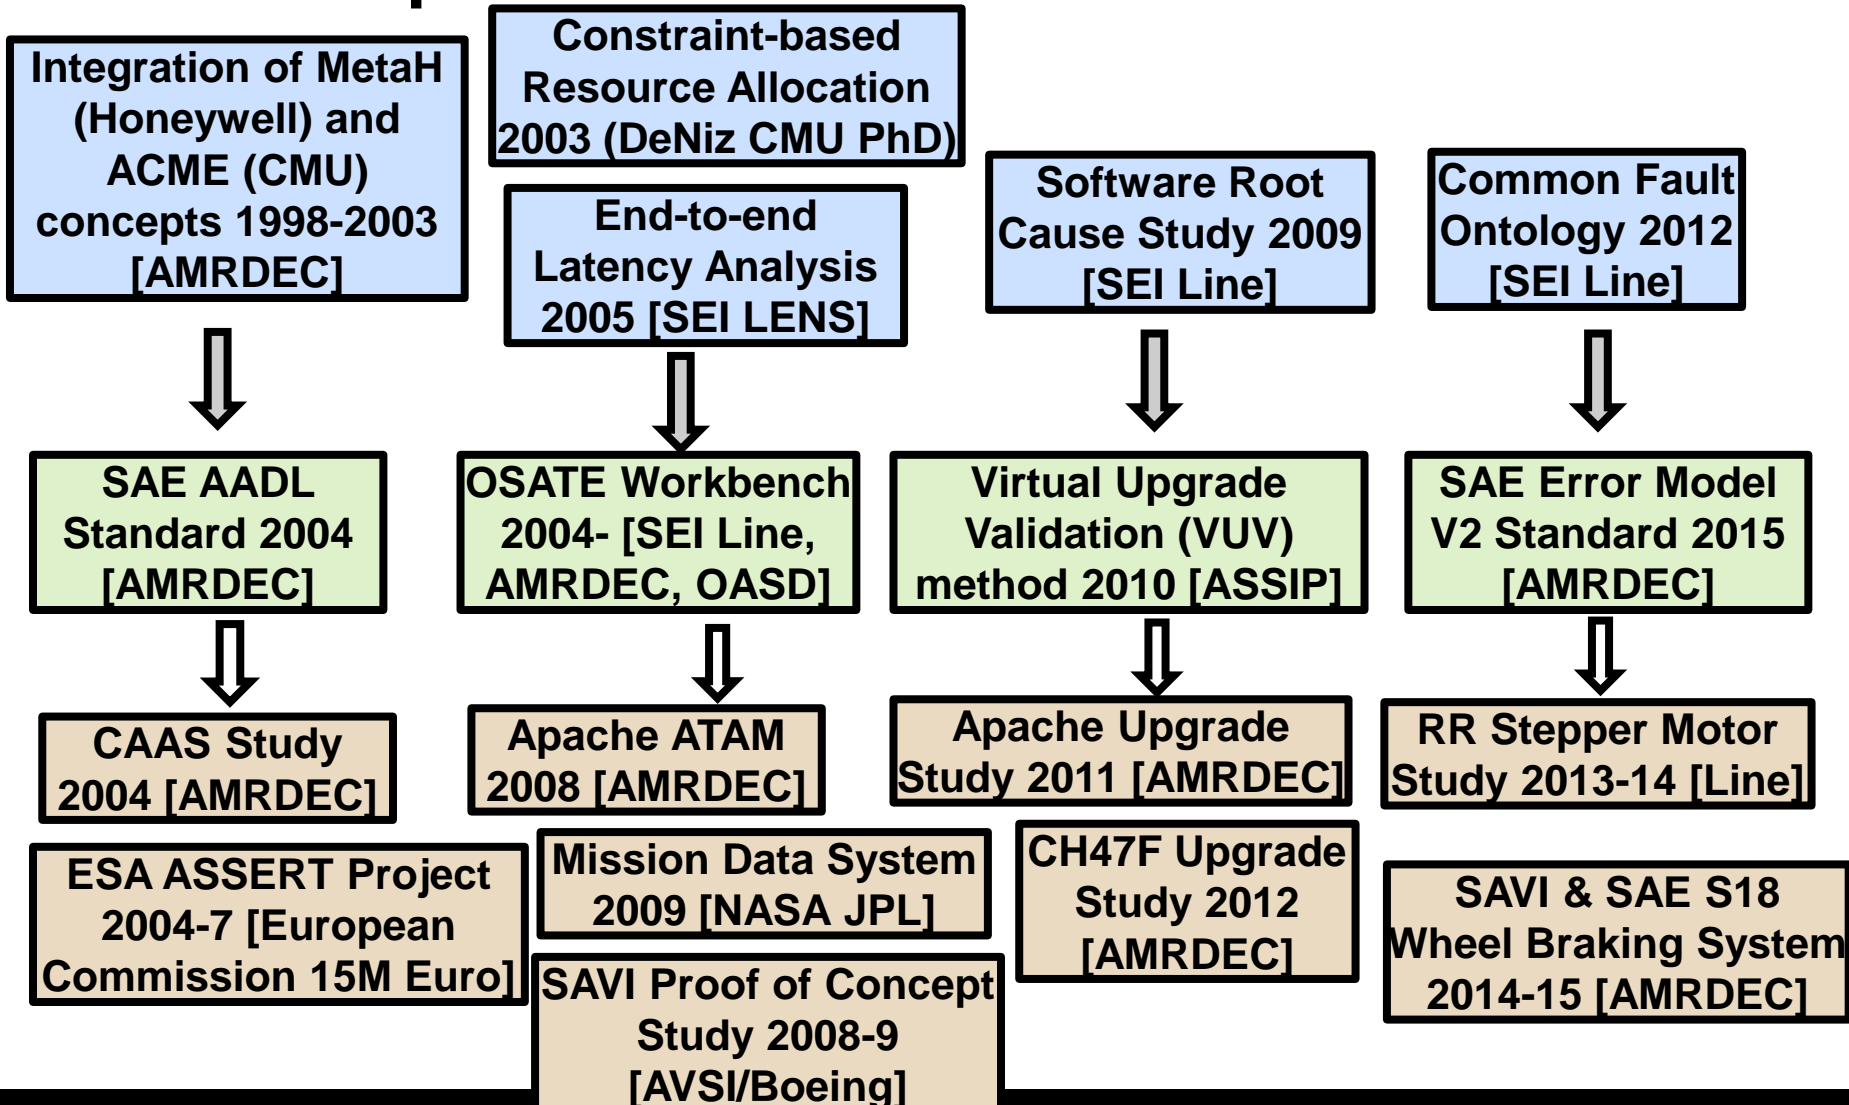 Integration of MetaH
(Honeywell) and
ACME (CMU)
concepts 1998-2003
[AMRDEC]
Constraint-based
Resource Allocation
2003 (DeNiz CMU PhD)
End-to-end
Latency Analysis
2005 [SEI LENS]
Software Root
Cause Study 2009
[SEI Line]
Common Fault
Ontology 2012
[SEI Line]
SAE AADL
Standard 2004
[AMRDEC]
OSATE Workbench
2004- [SEI Line,
AMRDEC, OASD]
Virtual Upgrade
Validation (VUV)
method 2010 [ASSIP]
SAE Error Model
V2 Standard 2015
[AMRDEC]
CAAS Study
2004 [AMRDEC]
ESA ASSERT Project
2004-7 [European
Commission 15M Euro]
Apache ATAM
2008 [AMRDEC]
Mission Data System
2009 [NASA JPL]
SAVI Proof of Concept
Study 2008-9
[AVSI/Boeing]
Apache Upgrade
Study 2011 [AMRDEC]
CH47F Upgrade
Study 2012
[AMRDEC]
RR Stepper Motor
Study 2013-14 [Line]
SAVI & SAE S18
Wheel Braking System
2014-15 [AMRDEC]